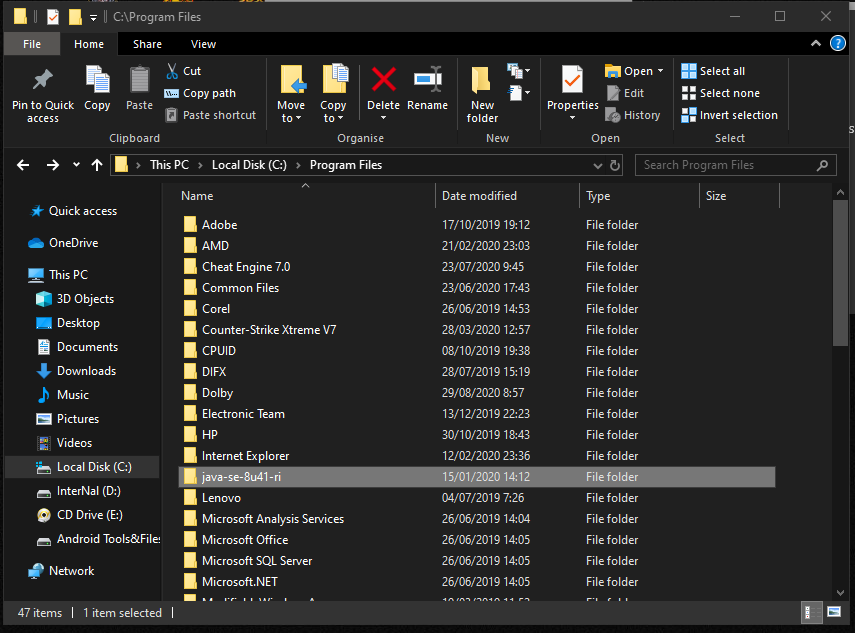 C:\Program Files
File Home Share View
Pin to Quick access
Copy
Paste
Cut
Copy path
Paste shortcut
Clipboard
Move to
Copy to
Delete
Rename
Organise
New folder
New
Properties
Open
Edit
History
Open
Select all
Select none
Invert selection
Select
This PC > Local Disk (C:) > Program Files
Search Program Files
Quick access
OneDrive
This PC
3D Objects
Desktop
Documents
Downloads
Music
Pictures
Videos
Local Disk (C:)
InterNal (D:)
CD Drive (E:)
Android Tools&Files
Network
Name Date modified Type Size
Adobe 17/10/2019 19:12 File folder
AMD 21/02/2020 23:03 File folder
Cheat Engine 7.0 23/07/2020 9:45 File folder
Common Files 23/06/2020 17:43 File folder
Corel 26/06/2019 14:53 File folder
Counter-Strike Xtreme V7 28/03/2020 12:57 File folder
CPUID 08/10/2019 19:38 File folder
DIFX 28/07/2019 15:19 File folder
Dolby 29/08/2020 8:57 File folder
Electronic Team 13/12/2019 22:23 File folder
HP 30/10/2019 18:43 File folder
Internet Explorer 12/02/2020 23:36 File folder
java-se-8u41-ri 15/01/2020 14:12 File folder
Lenovo 04/07/2019 7:26 File folder
Microsoft Analysis Services 26/06/2019 14:04 File folder
Microsoft Office 26/06/2019 14:05 File folder
Microsoft SQL Server 26/06/2019 14:05 File folder
Microsoft.NET 26/06/2019 14:05 File folder
47 items 1 item selected